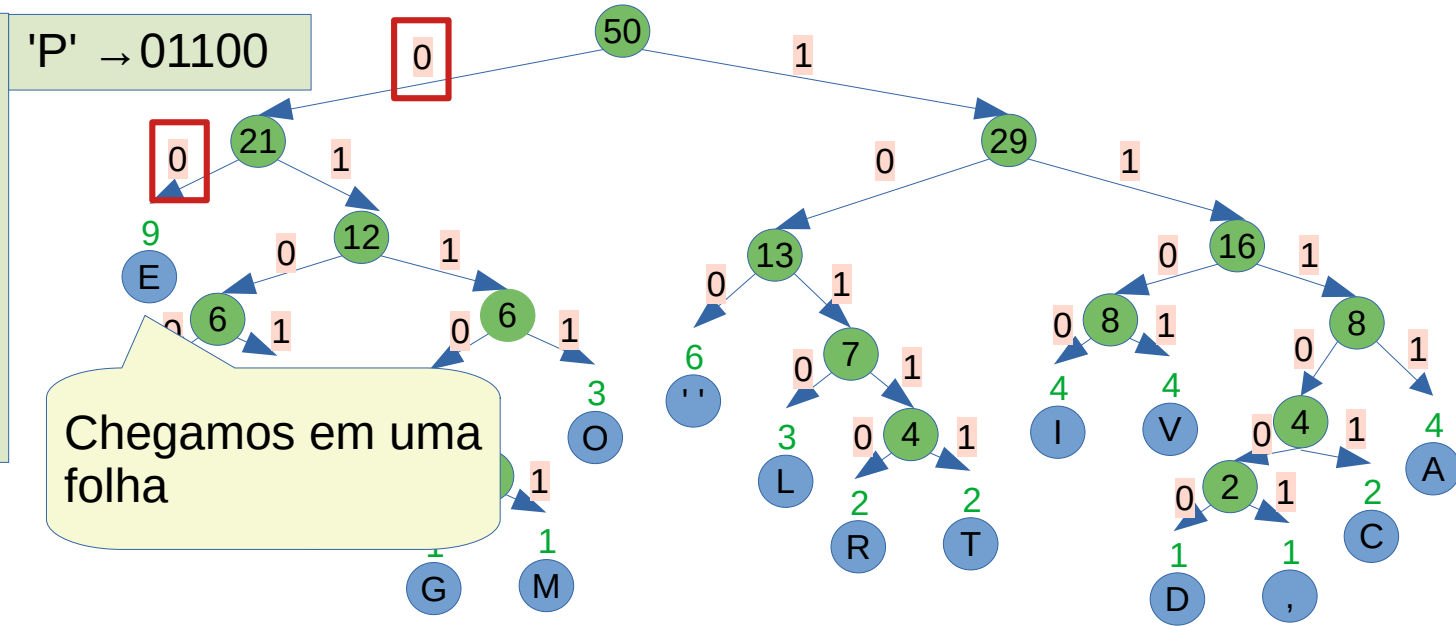 'P' →01100
50
0 1
21 29
0 1 0 1
9 12 13 16
E 0 1 0 1 0 1
6 6 8 8
0 1 0 1 6 7 0 1 0 1
' ' 0 1 4 4 4 4
3 I V 0 1 A
O 3 4 2 2
L 0 1 0 1 C
2 2 1 1
R T D ,
Chegamos em uma
folha
1
1 1
G M